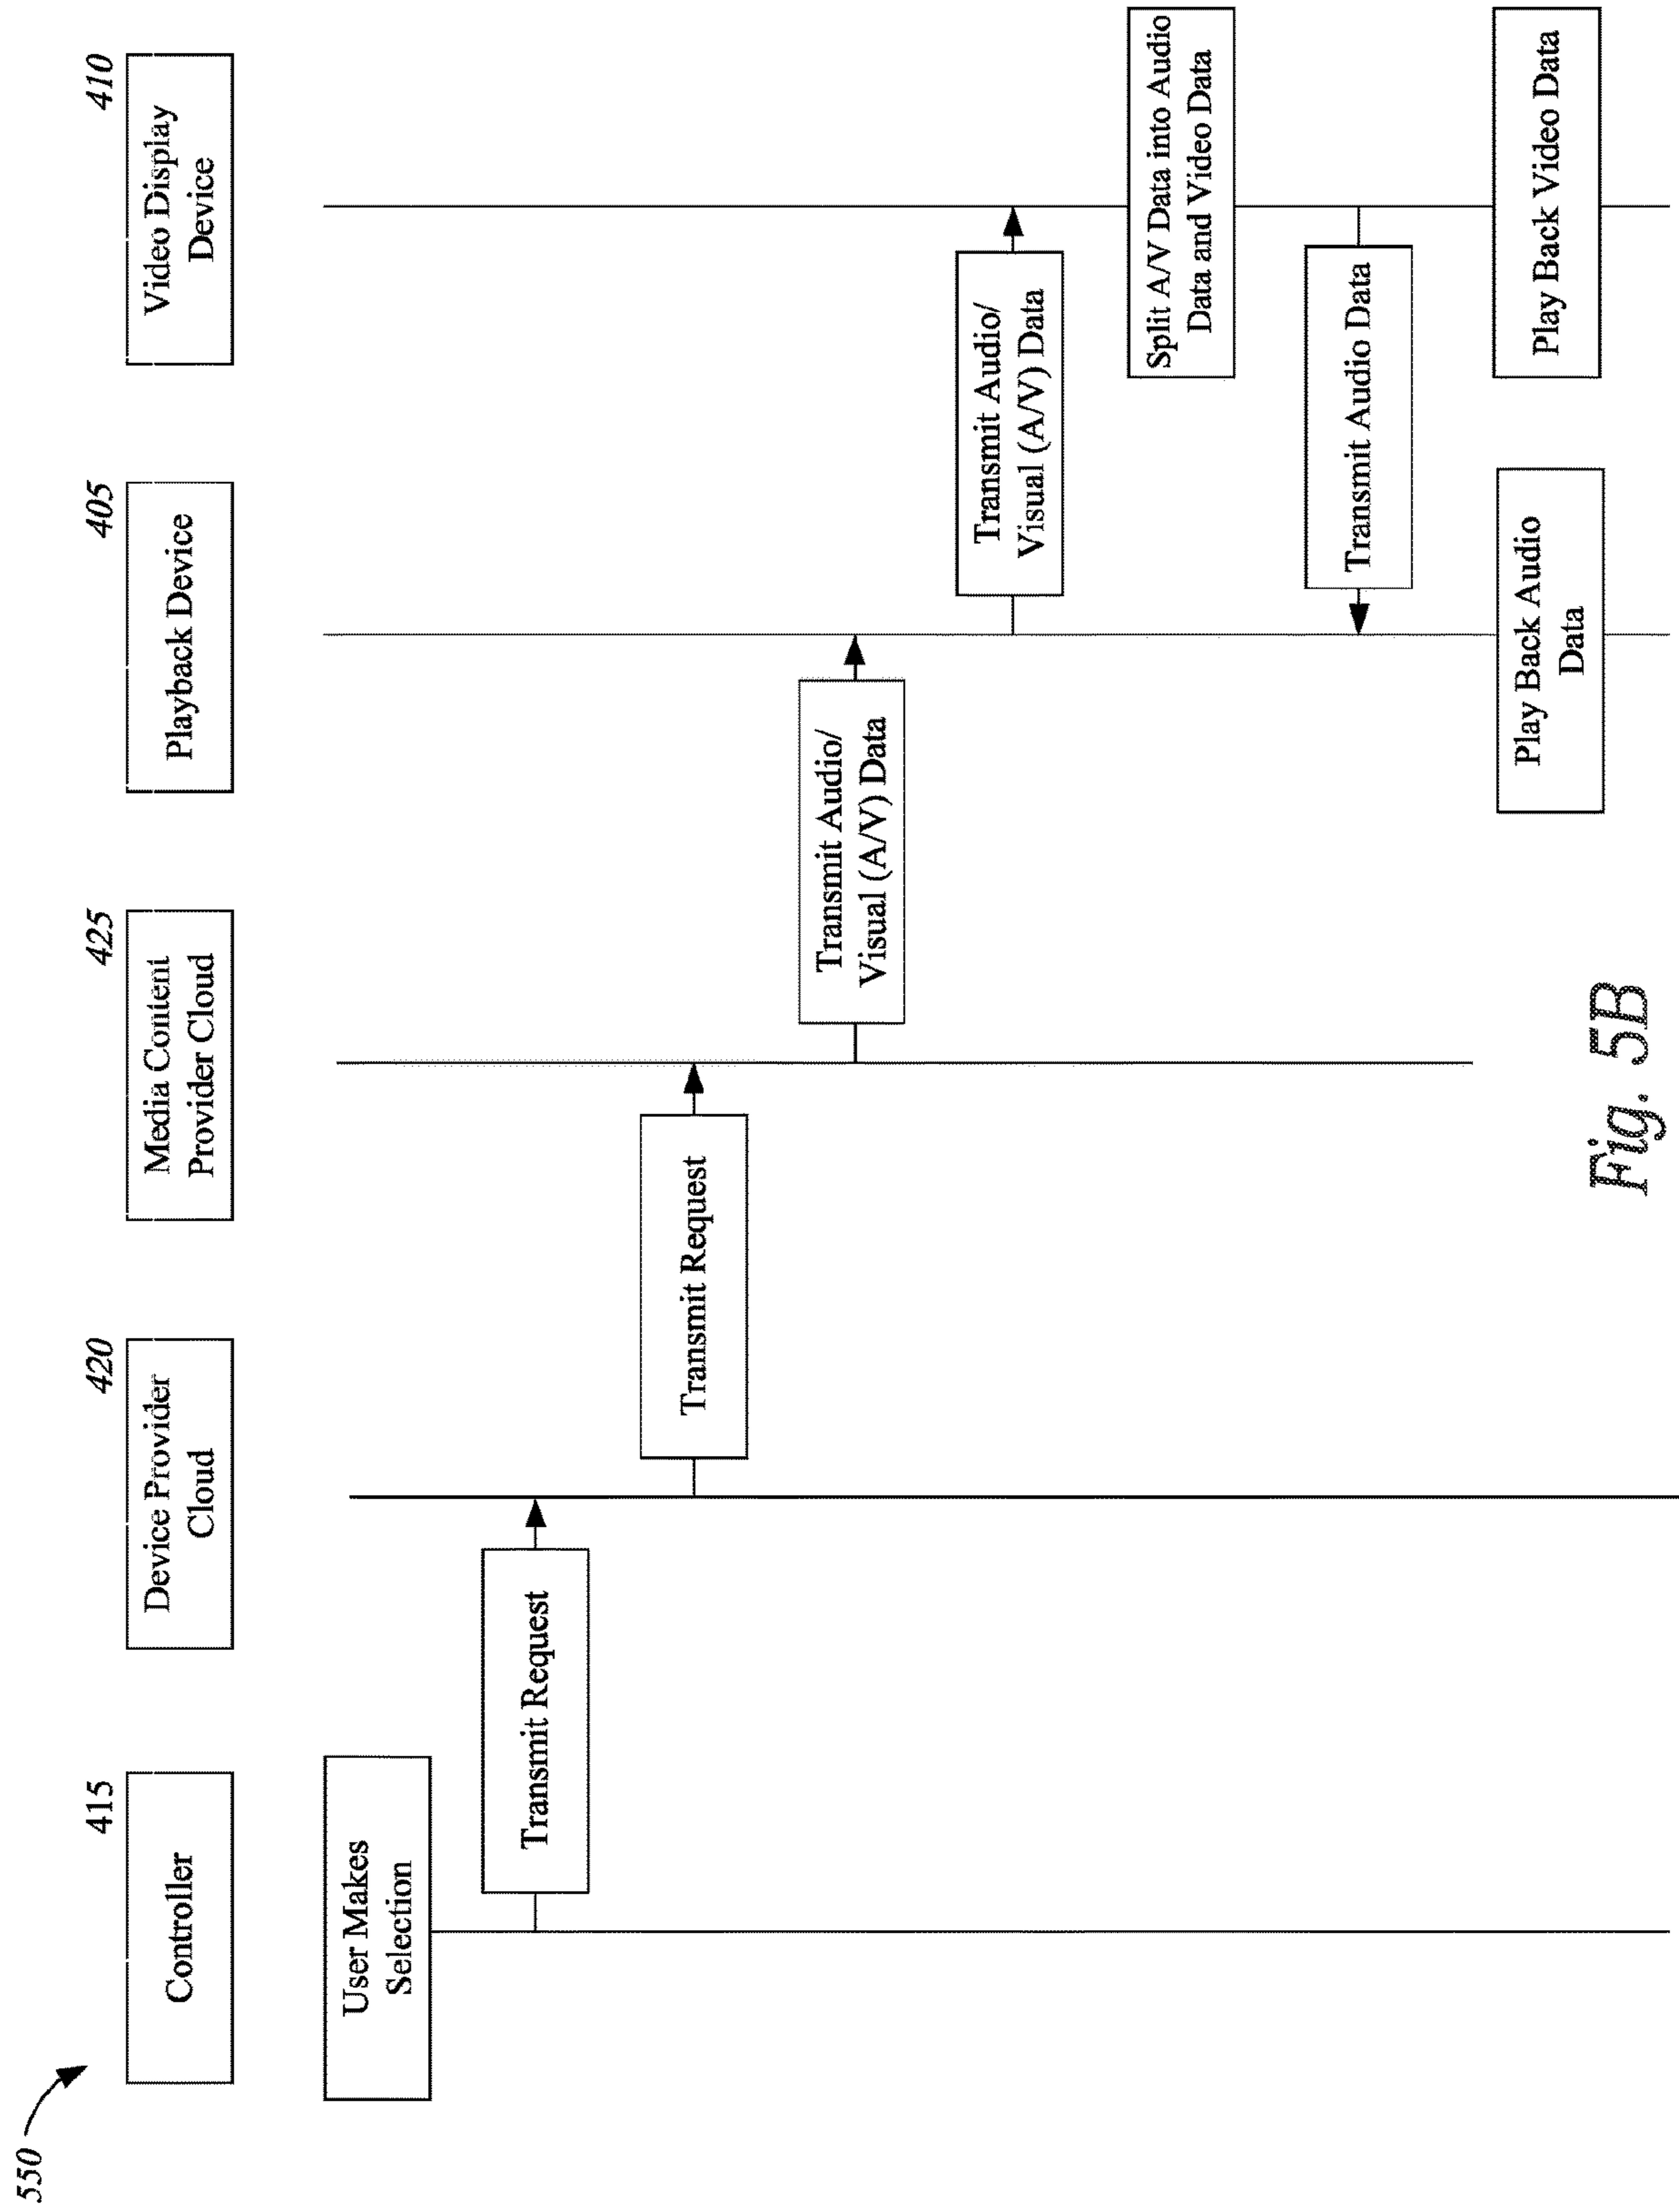 550
415
420
425
405
410
Controller
Device Provider
Cloud
Media Content
Provider Cloud
Playback Device
Video Display
Device
User Makes
Selection
Transmit Request
Transmit Request
Transmit Audio/
Visual (A/V) Data
Transmit Audio/
Visual (A/V) Data
Split A/V Data into Audio
Data and Video Data
Transmit Audio Data
Play Back Audio
Data
Play Back Video Data
Fig. 5B